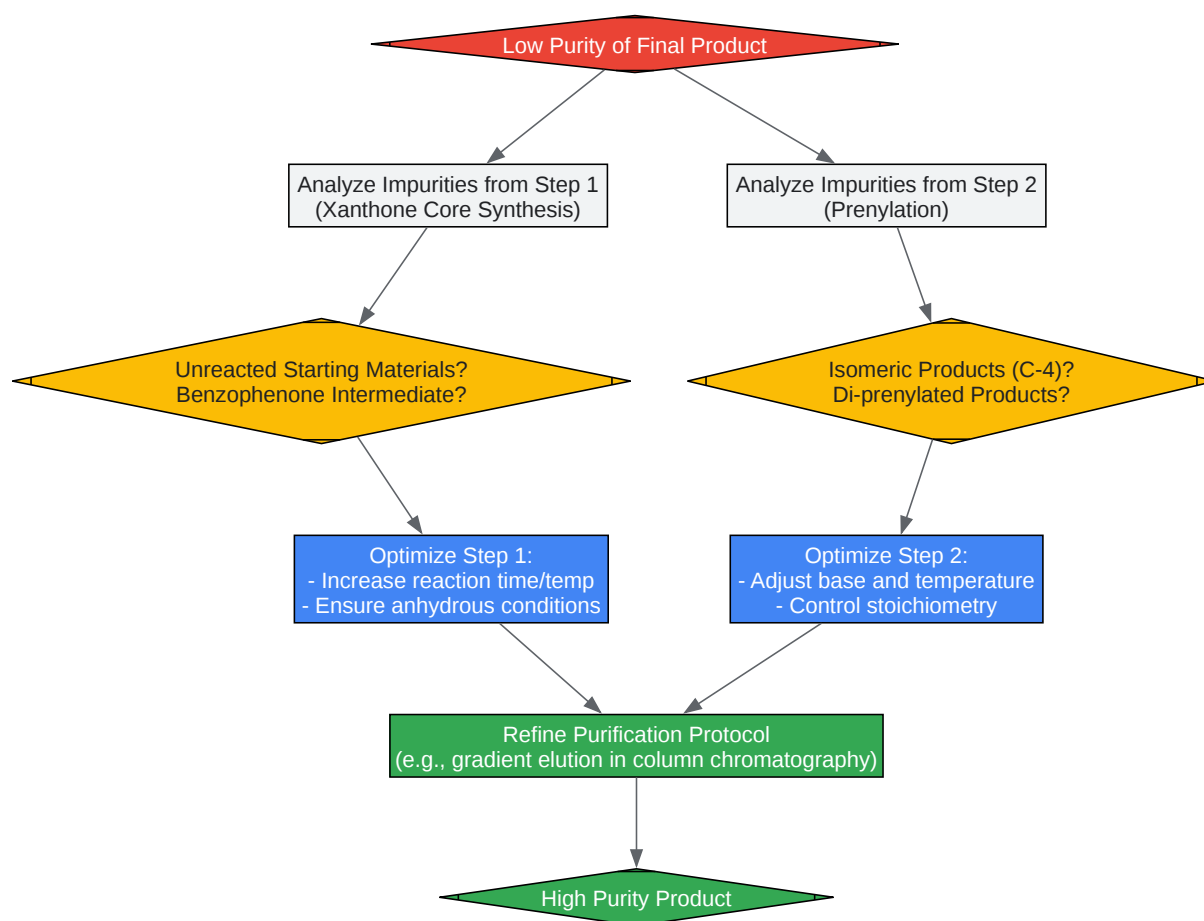 Low Purity of Final Product
Analyze Impurities from Step 1
(Xanthone Core Synthesis)
Analyze Impurities from Step 2
(Prenylation)
Unreacted Starting Materials?
Benzophenone Intermediate?
Isomeric Products (C-4)?
Di-prenylated Products?
Optimize Step 1:
- Increase reaction time/temp
- Ensure anhydrous conditions
Optimize Step 2:
- Adjust base and temperature
- Control stoichiometry
Refine Purification Protocol
(e.g., gradient elution in column chromatography)
High Purity Product